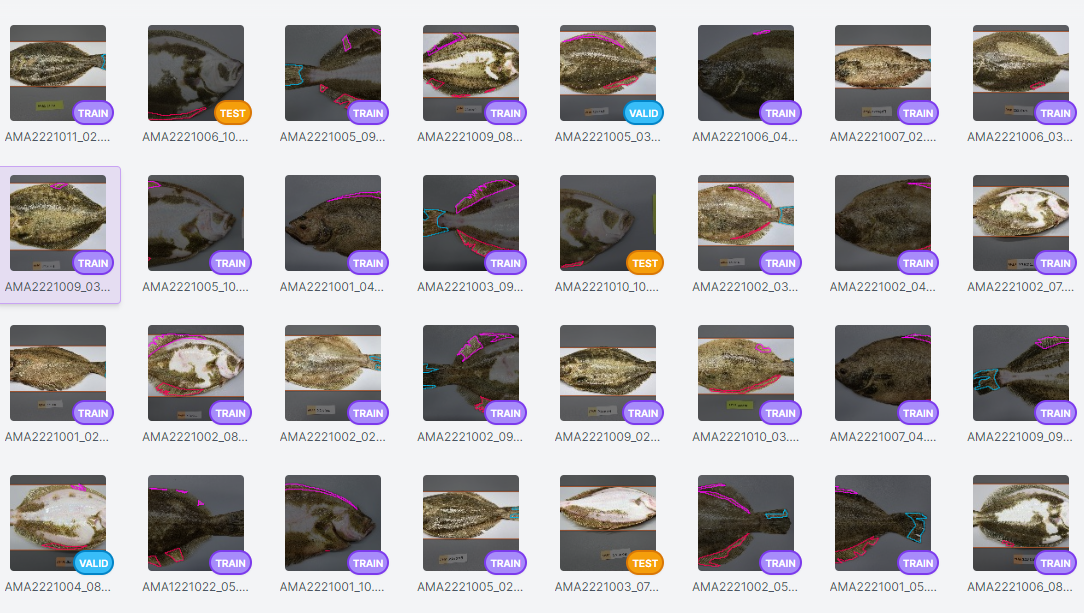 TRAIN TEST TRAIN TRAIN VALID TRAIN TRAIN TRAIN
AMA2221011_02.... AMA2221006_10.... AMA2221005_09... AMA2221009_08... AMA2221005_03... AMA2221006_04... AMA2221007_02... AMA2221006_03...
TRAIN TRAIN TRAIN TRAIN TEST TRAIN TRAIN TRAIN
AMA2221009_03... AMA2221005_10.... AMA2221001_04... AMA2221003_09... AMA2221010_10.... AMA2221002_03... AMA2221002_04... AMA2221002_07....
TRAIN TRAIN TRAIN TRAIN TRAIN TRAIN TRAIN TRAIN
AMA2221001_02... AMA2221002_08... AMA2221002_02... AMA2221002_09... AMA2221009_02... AMA2221010_03.... AMA2221007_04.... AMA2221009_09...
VALID TRAIN TRAIN TRAIN TEST TRAIN TRAIN TRAIN
AMA2221004_08... AMA1221022_05.... AMA2221001_10.... AMA2221005_02... AMA2221003_07... AMA2221002_05... AMA2221001_05.... AMA2221006_08...